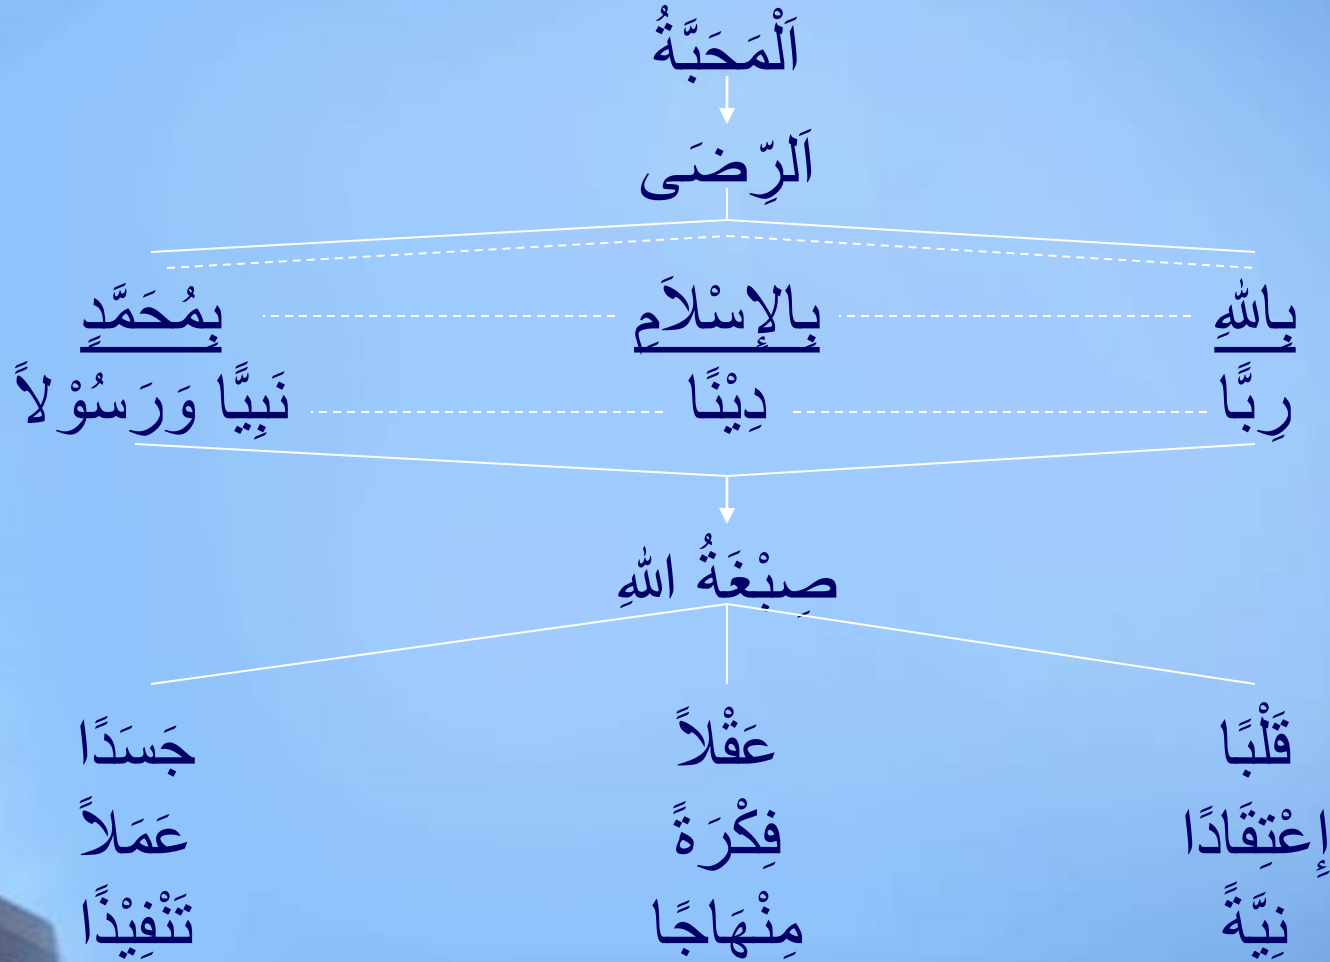 اَلْمَحَبَّةُ
اَلرِّضَى
بِاللهِ بِالإِسْلاَمِ بِمُحَمَّدٍ
رِبًّا دِيْنًا نَبِيًّا وَرَسُوْلاً
صِبْغَةُ اللهِ
قَلْبًا عَقْلاً جَسَدًا
إِعْتِقَادًا فِكْرَةً عَمَلاً
نِيَّةً مِنْهَاجًا تَنْفِيْذًا